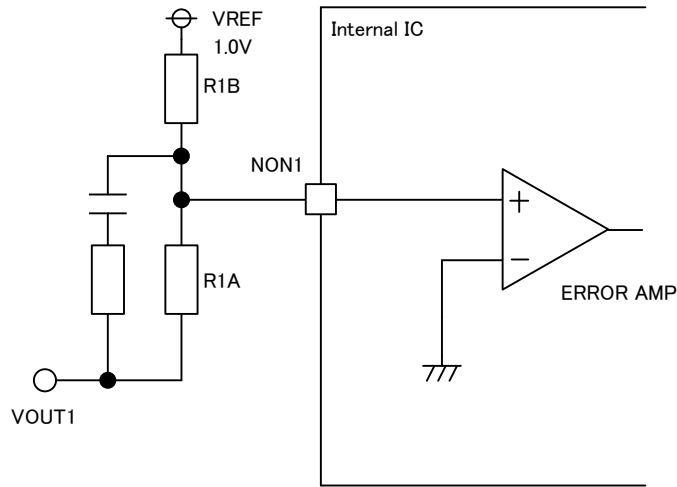 VREF
1.0V
Internal IC
R1B
NON1
+
−
R1A
ERROR AMP
VOUT1